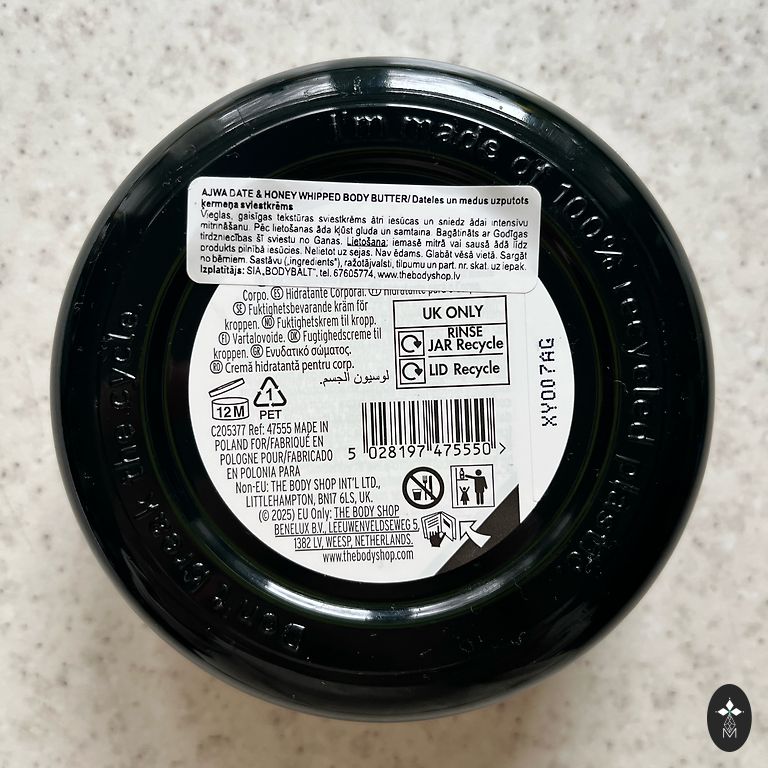 I'm made of 100% recycled plastic
Don't break the cycle
AJWA DATE & HONEY WHIPPED BODY BUTTER/ Dateles un medus uzputots
ķermeņa sviestkrēms
Vieglas, gaisīgas tekstūras sviestkrēms ātri iesūcas un sniedz ādai intensīvu
mitrināšanu. Pēc lietošanas āda kļūst gluda un samtaina. Bagātināts ar Godīgas
tirdzniecības šī sviestu no Ganas. Lietošana: iemasē mitrā vai sausā ādā līdz
produkts pilnībā iesūcies. Nelietot uz sejas. Nav ēdams. Glabāt vēsā vietā. Sargāt
no bērniem. Sastāvu („ingredients”), ražotājvalsti, tilpumu un part. nr. skat. uz iepak.
Izplatītājs: SIA„BODYBALT”, tel. 67605774, www.thebodyshop.lv
Corpo. ES Hidratante Corporal.
SE Fuktighetsbevarande kräm för
kroppen. NO Fuktighetskrem til kropp.
FI Vartalovoide. DK Fugtighedscreme til
kroppen. GR Ενυδατικό σώματος.
RO Cremă hidratantă pentru corp.
لوسيون الجسم.
UK ONLY
RINSE
JAR Recycle
LID Recycle
XY007AG
12M
1
PET
C205377 Ref: 47555 MADE IN
POLAND FOR/FABRIQUÉ EN
POLOGNE POUR/FABRICADO
EN POLONIA PARA
Non-EU: THE BODY SHOP INT'L LTD.,
LITTLEHAMPTON, BN17 6LS, UK.
(© 2025) EU Only: THE BODY SHOP
BENELUX B.V., LEEUWENVELDSEWEG 5,
1382 LV, WEESP, NETHERLANDS.
www.thebodyshop.com
5 028197 475550 >
M